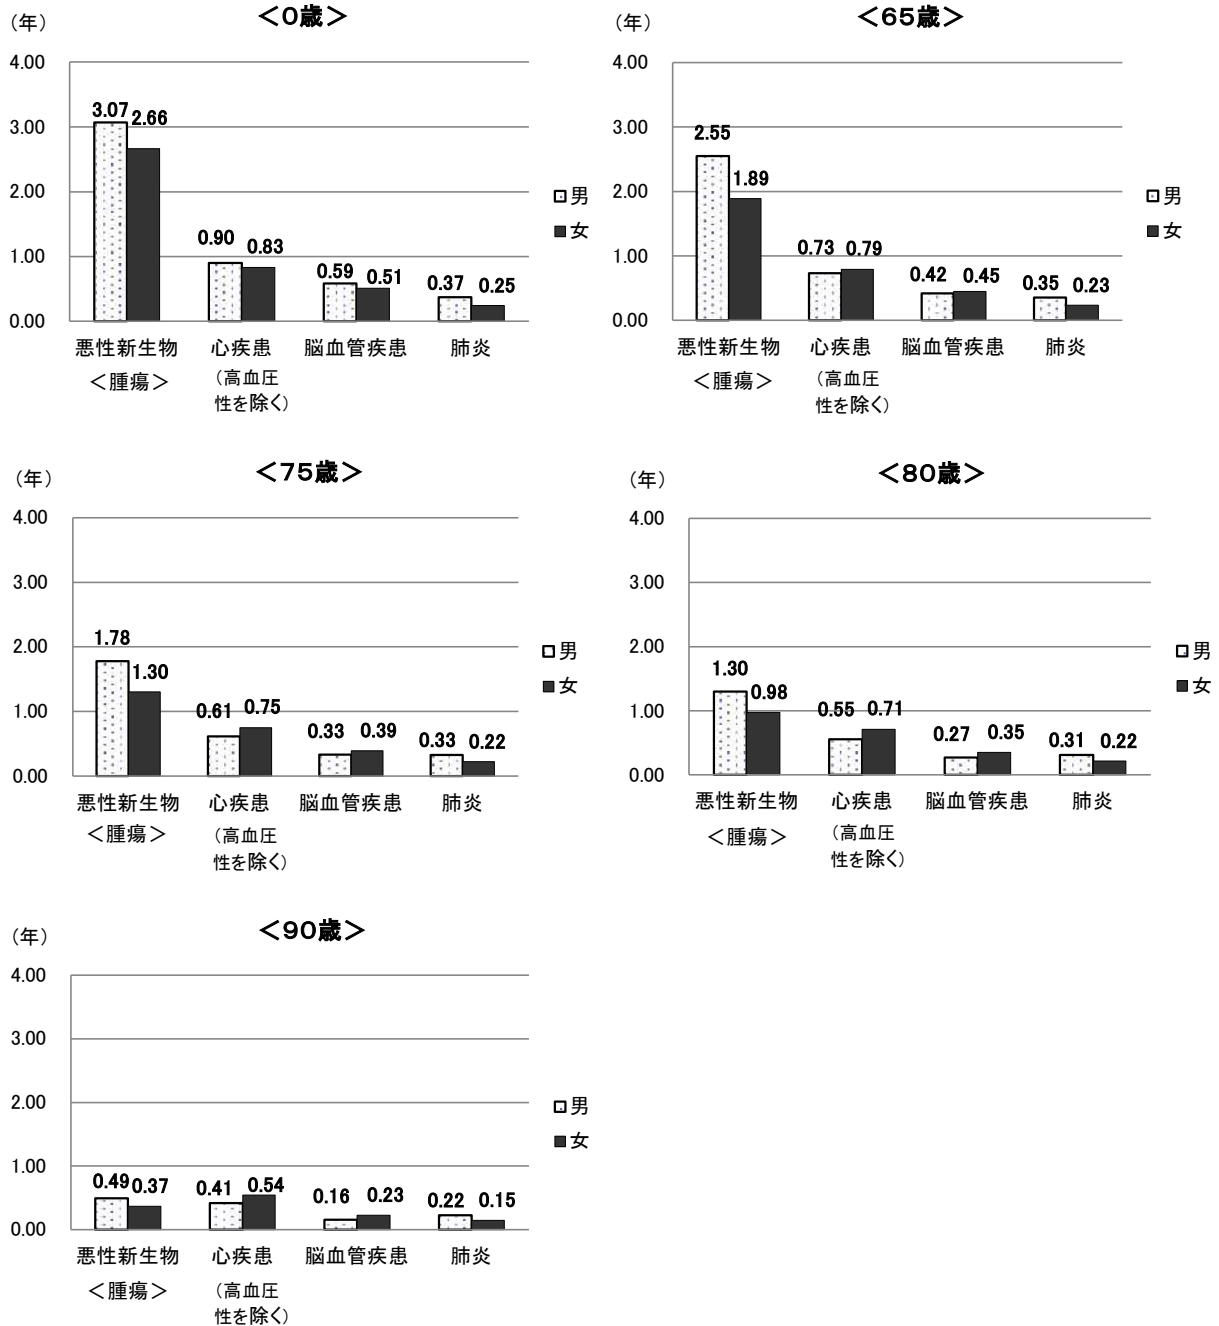 ＜0歳＞
（年）
4.00
3.00
2.00
1.00
0.00
3.07
2.66
0.90
0.83
0.59
0.51
0.37
0.25
男
女
悪性新生物
＜腫瘍＞
心疾患
（高血圧
性を除く）
脳血管疾患
肺炎
＜65歳＞
（年）
4.00
3.00
2.00
1.00
0.00
2.55
1.89
0.73
0.79
0.42
0.45
0.35
0.23
男
女
悪性新生物
＜腫瘍＞
心疾患
（高血圧
性を除く）
脳血管疾患
肺炎
＜75歳＞
（年）
4.00
3.00
2.00
1.00
0.00
1.78
1.30
0.61
0.75
0.33
0.39
0.33
0.22
男
女
悪性新生物
＜腫瘍＞
心疾患
（高血圧
性を除く）
脳血管疾患
肺炎
＜80歳＞
（年）
4.00
3.00
2.00
1.00
0.00
1.30
0.98
0.55
0.71
0.27
0.35
0.31
0.22
男
女
悪性新生物
＜腫瘍＞
心疾患
（高血圧
性を除く）
脳血管疾患
肺炎
＜90歳＞
（年）
4.00
3.00
2.00
1.00
0.00
0.49
0.37
0.41
0.54
0.16
0.23
0.22
0.15
男
女
悪性新生物
＜腫瘍＞
心疾患
（高血圧
性を除く）
脳血管疾患
肺炎